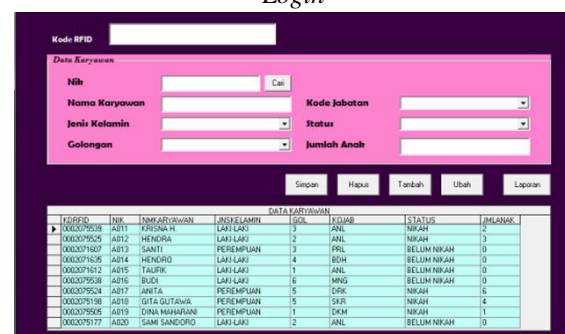 Login
Kode RFID
Data Karyawan
Nik Cari
Nama Karyawan Kode Jabatan
Jenis Kelamin Status
Golongan Jumlah Anak
Simpan Hapus Tambah Ubah Laporan
DATA KARYAWAN
KDRFID NIK NMKARYAWAN JNSKELAMIN GOL KOJAB STATUS JMLANAK
0002075539 A011 KRISNA H. LAKI-LAKI 3 ANL NIKAH 2
0002075525 A012 HENDRA LAKI-LAKI 2 ANL NIKAH 3
0002071607 A013 SANTI PEREMPUAN 3 PRL BELUM NIKAH 0
0002071635 A014 HENDRO LAKI-LAKI 4 BDH BELUM NIKAH 0
0002071612 A015 TAUFIK LAKI-LAKI 1 ANL BELUM NIKAH 0
0002075538 A016 BUDI LAKI-LAKI 6 MNG BELUM NIKAH 0
0002075524 A017 ANITA PEREMPUAN 5 DRK NIKAH 6
0002075198 A018 GITA GUTAWA PEREMPUAN 5 SKR NIKAH 4
0002075505 A019 DINA MAHARANI PEREMPUAN 1 DKM NIKAH 1
0002075177 A020 SAMI SANDORO LAKI-LAKI 2 ANL BELUM NIKAH 0